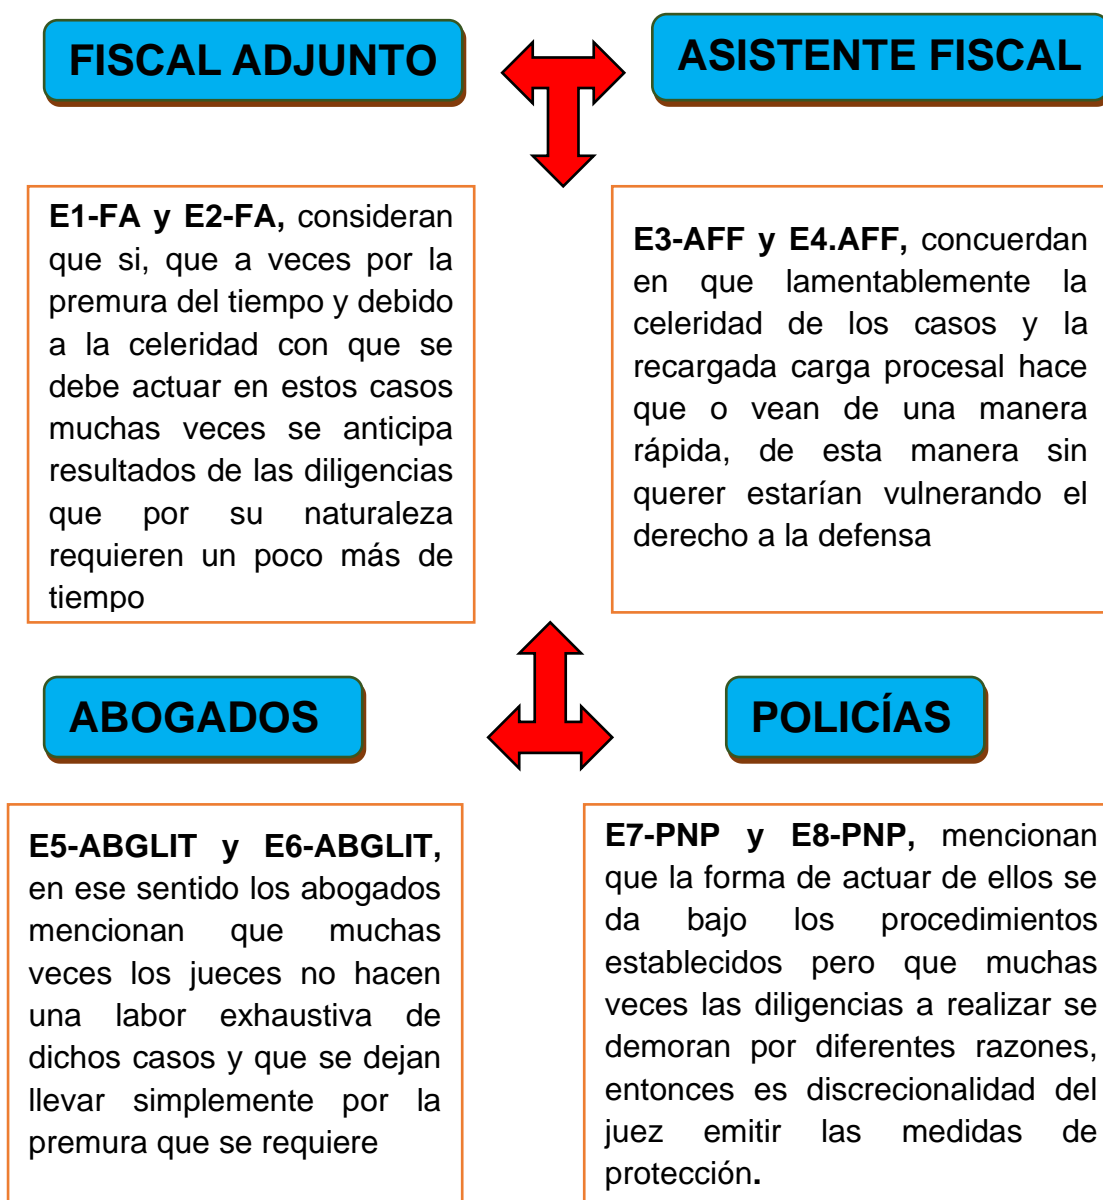 FISCAL ADJUNTO
ASISTENTE FISCAL
E1-FA y E2-FA, consideran
que si, que a veces por la
premura del tiempo y debido
a la celeridad con que se
debe actuar en estos casos
muchas veces se anticipa
resultados de las diligencias
que por su naturaleza
requieren un poco más de
tiempo
E3-AFF y E4.AFF, concuerdan
en que lamentablemente la
celeridad de los casos y la
recargada carga procesal hace
que o vean de una manera
rápida, de esta manera sin
querer estarían vulnerando el
derecho a la defensa
ABOGADOS
POLICÍAS
E5-ABGLIT y E6-ABGLIT,
en ese sentido los abogados
mencionan que muchas
veces los jueces no hacen
una labor exhaustiva de
dichos casos y que se dejan
llevar simplemente por la
premura que se requiere
E7-PNP y E8-PNP, mencionan
que la forma de actuar de ellos se
da bajo los procedimientos
establecidos pero que muchas
veces las diligencias a realizar se
demoran por diferentes razones,
entonces es discrecionalidad del
juez emitir las medidas de
protección.